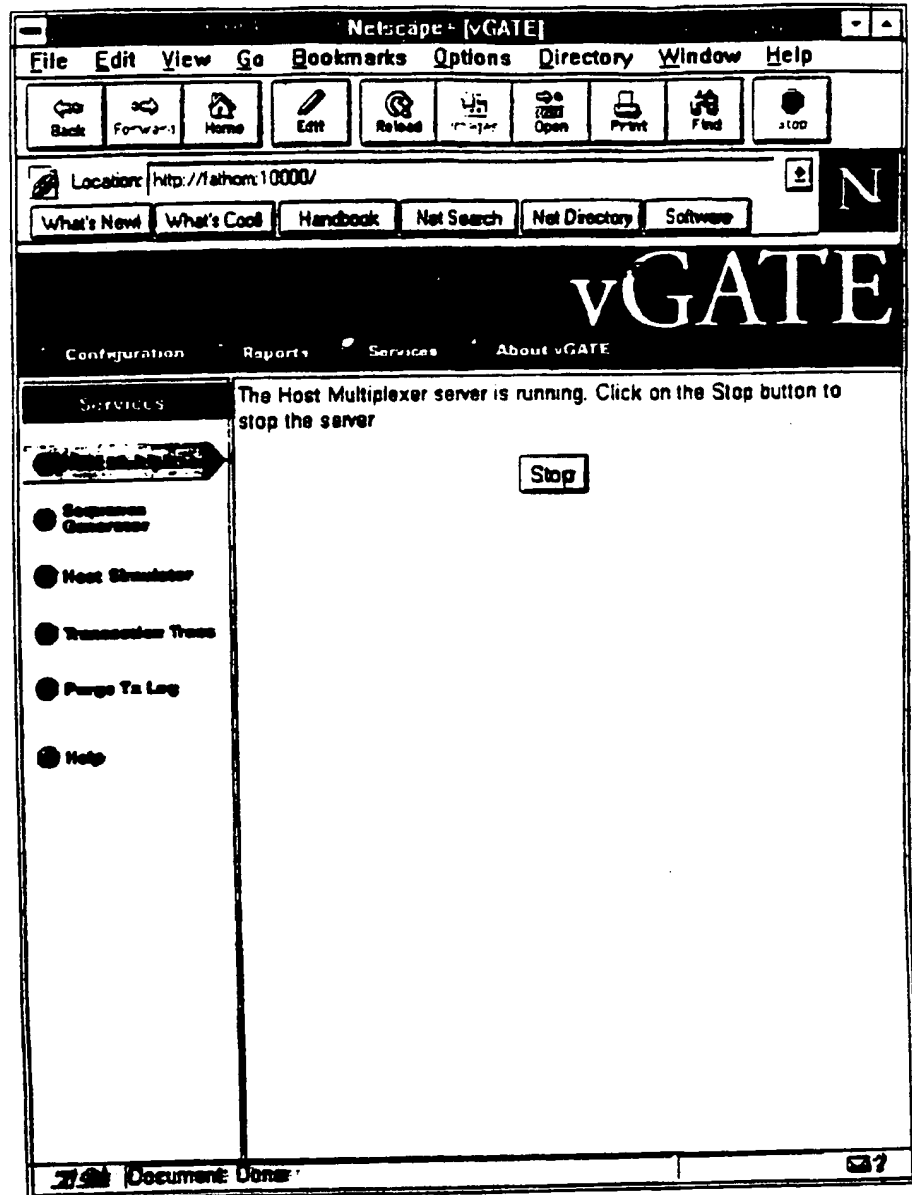 Netscape - [vGATE]
File Edit View Go Bookmarks Options Directory Window Help
Back Forward Home Edit Reload Images Open Print Find Stop
Location: http://fathom:10000/
What's New! What's Cool! Handbook Net Search Net Directory Software
N
vGATE
Configuration Reports Services About vGATE
Services
The Host Multiplexer server is running. Click on the Stop button to
stop the server
Stop
Host Multiplexer
Sequence
Generator
Host Simulator
Transaction Trace
Purge Tx Log
Help
Document: Done